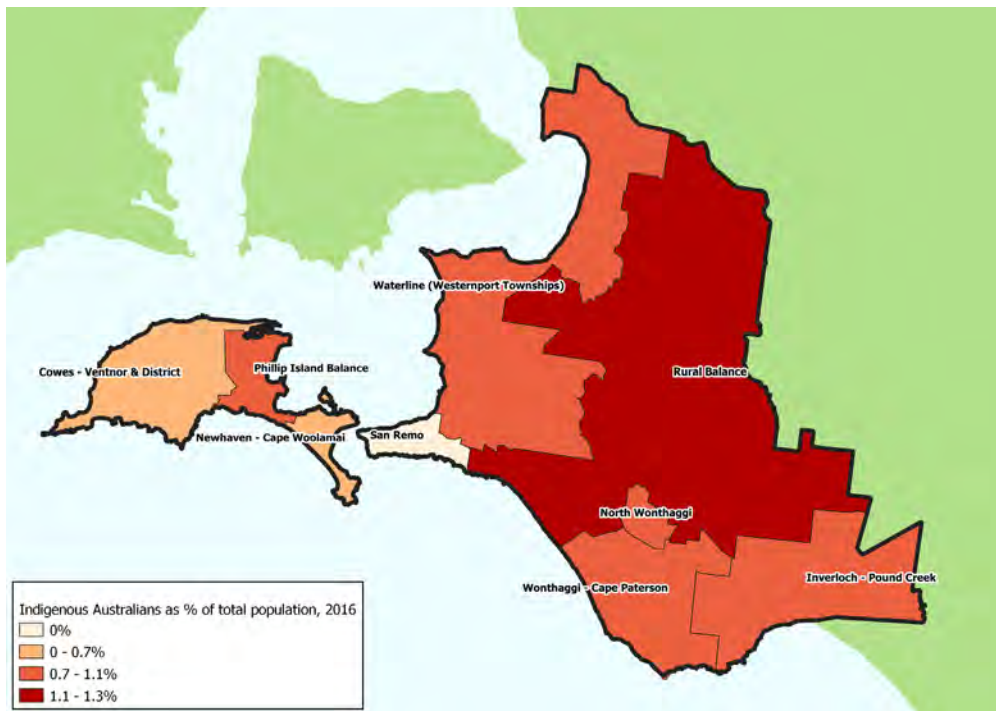 Waterline (Westernport Townships)
Cowes - Ventnor & District
Phillip Island Balance
Rural Balance
Newhaven - Cape Woolamai
San Remo
North Wonthaggi
Wonthaggi - Cape Paterson
Inverloch - Pound Creek
Indigenous Australians as % of total population, 2016
0%
0 - 0.7%
0.7 - 1.1%
1.1 - 1.3%